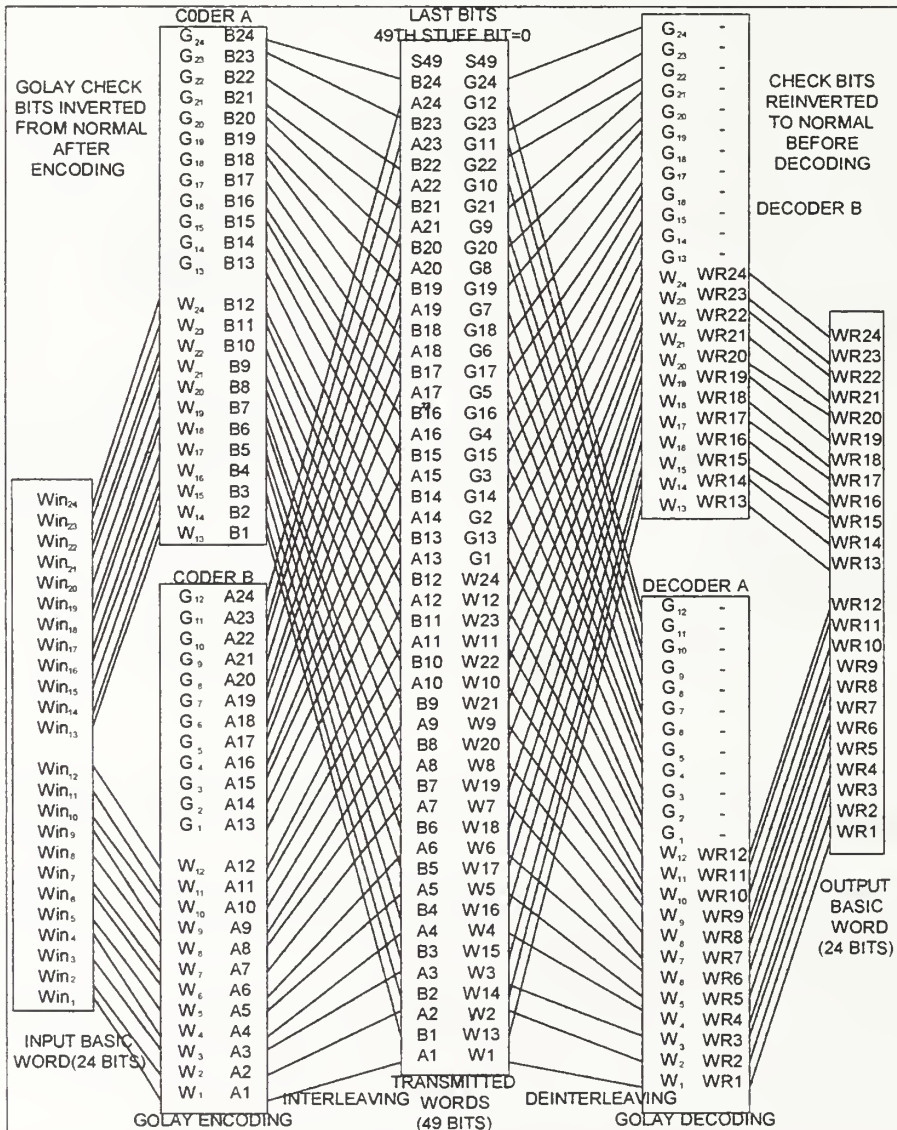 C0DER A
G₂₄ B24
G₂₃ B23
G₂₂ B22
G₂₁ B21
G₂₀ B20
G₁₉ B19
G₁₈ B18
G₁₇ B17
G₁₆ B16
G₁₅ B15
G₁₄ B14
G₁₃ B13
W₂₄ B12
W₂₃ B11
W₂₂ B10
W₂₁ B9
W₂₀ B8
W₁₉ B7
W₁₈ B6
W₁₇ B5
W₁₆ B4
W₁₅ B3
W₁₄ B2
W₁₃ B1
GOLAY CHECK
BITS INVERTED
FROM NORMAL
AFTER
ENCODING
Win₂₄
Win₂₃
Win₂₂
Win₂₁
Win₂₀
Win₁₉
Win₁₈
Win₁₇
Win₁₆
Win₁₅
Win₁₄
Win₁₃
Win₁₂
Win₁₁
Win₁₀
Win₉
Win₈
Win₇
Win₆
Win₅
Win₄
Win₃
Win₂
Win₁
INPUT BASIC
WORD(24 BITS)
CODER B
G₁₂ A24
G₁₁ A23
G₁₀ A22
G₉ A21
G₈ A20
G₇ A19
G₆ A18
G₅ A17
G₄ A16
G₃ A15
G₂ A14
G₁ A13
W₁₂ A12
W₁₁ A11
W₁₀ A10
W₉ A9
W₈ A8
W₇ A7
W₆ A6
W₅ A5
W₄ A4
W₃ A3
W₂ A2
W₁ A1
GOLAY ENCODING
INTERLEAVING
LAST BITS
49TH STUFF BIT=0
S49 S49
B24 G24
A24 G12
B23 G23
A23 G11
B22 G22
A22 G10
B21 G21
A21 G9
B20 G20
A20 G8
B19 G19
A19 G7
B18 G18
A18 G6
B17 G17
A17 G5
B16 G16
A16 G4
B15 G15
A15 G3
B14 G14
A14 G2
B13 G13
A13 G1
B12 W24
A12 W12
B11 W23
A11 W11
B10 W22
A10 W10
B9 W21
A9 W9
B8 W20
A8 W8
B7 W19
A7 W7
B6 W18
A6 W6
B5 W17
A5 W5
B4 W16
A4 W4
B3 W15
A3 W3
B2 W14
A2 W2
B1 W13
A1 W1
TRANSMITTED
WORDS
(49 BITS)
DEINTERLEAVING
G₂₄ -
G₂₃ -
G₂₂ -
G₂₁ -
G₂₀ -
G₁₉ -
G₁₈ -
G₁₇ -
G₁₆ -
G₁₅ -
G₁₄ -
G₁₃ -
W₂₄ WR24
W₂₃ WR23
W₂₂ WR22
W₂₁ WR21
W₂₀ WR20
W₁₉ WR19
W₁₈ WR18
W₁₇ WR17
W₁₆ WR16
W₁₅ WR15
W₁₄ WR14
W₁₃ WR13
CHECK BITS
REINVERTED
TO NORMAL
BEFORE
DECODING
DECODER B
DECODER A
G₁₂ -
G₁₁ -
G₁₀ -
G₉ -
G₈ -
G₇ -
G₆ -
G₅ -
G₄ -
G₃ -
G₂ -
G₁ -
W₁₂ WR12
W₁₁ WR11
W₁₀ WR10
W₉ WR9
W₈ WR8
W₇ WR7
W₆ WR6
W₅ WR5
W₄ WR4
W₃ WR3
W₂ WR2
W₁ WR1
GOLAY DECODING
WR24
WR23
WR22
WR21
WR20
WR19
WR18
WR17
WR16
WR15
WR14
WR13
WR12
WR11
WR10
WR9
WR8
WR7
WR6
WR5
WR4
WR3
WR2
WR1
OUTPUT
BASIC
WORD
(24 BITS)